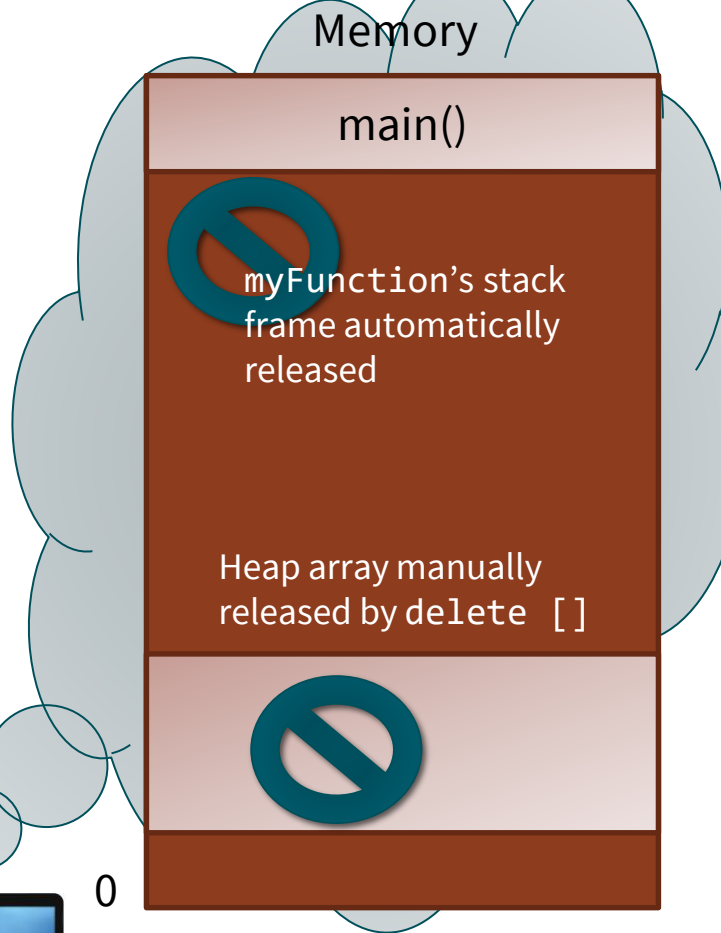 Memory
main()
myFunction’s stack
frame automatically
released
Heap array manually
released by delete []
0